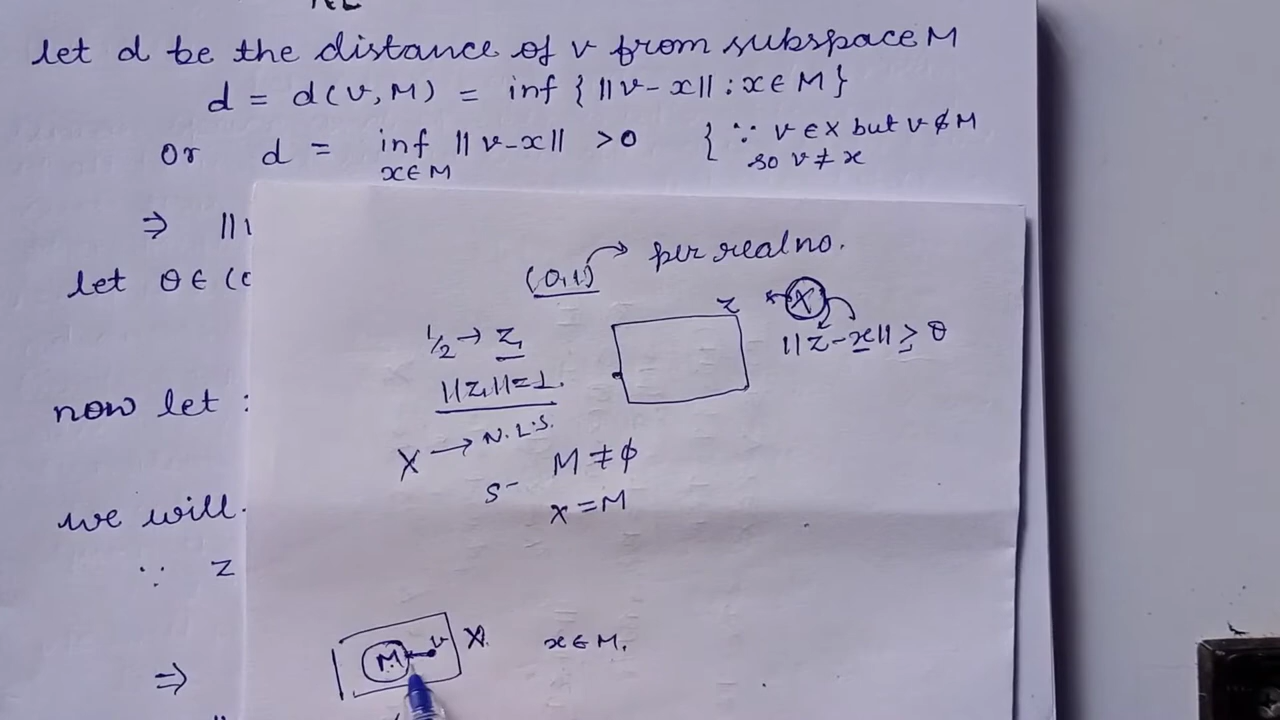 let d be the distance of v from subspace M
d = d(v, M) = inf { ||v - x|| : x ∈ M }
or d = inf ||v - x|| > 0 { ∵ v ∈ X but v ∉ M
x ∈ M
so v ≠ x
⇒ ||v
let θ ∈ (0
now let :
we will.
∵ z
⇒
(0,1) → per real no.
z
X
||z - x|| ≥ θ
1/2 → z₁
||z₁|| = 1.
X → N.L.S.
M ≠ ϕ
S-
X = M
M v X.
x ∈ M.